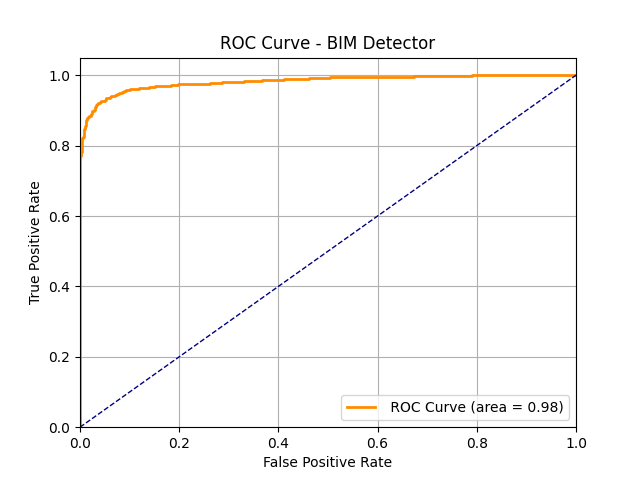 ROC Curve - BIM Detector
True Positive Rate
1.0
0.8
0.6
0.4
0.2
0.0
ROC Curve (area = 0.98)
0.0 0.2 0.4 0.6 0.8 1.0
False Positive Rate